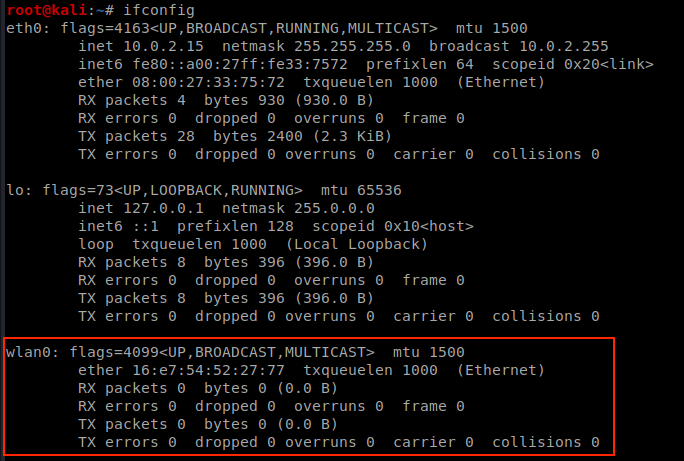 root@kali:~# ifconfig
eth0: flags=4163<UP,BROADCAST,RUNNING,MULTICAST>  mtu 1500
        inet 10.0.2.15  netmask 255.255.255.0  broadcast 10.0.2.255
        inet6 fe80::a00:27ff:fe33:7572  prefixlen 64  scopeid 0x20<link>
        ether 08:00:27:33:75:72  txqueuelen 1000  (Ethernet)
        RX packets 4  bytes 930 (930.0 B)
        RX errors 0  dropped 0  overruns 0  frame 0
        TX packets 28  bytes 2400 (2.3 KiB)
        TX errors 0  dropped 0 overruns 0  carrier 0  collisions 0

lo: flags=73<UP,LOOPBACK,RUNNING>  mtu 65536
        inet 127.0.0.1  netmask 255.0.0.0
        inet6 ::1  prefixlen 128  scopeid 0x10<host>
        loop  txqueuelen 1000  (Local Loopback)
        RX packets 8  bytes 396 (396.0 B)
        RX errors 0  dropped 0  overruns 0  frame 0
        TX packets 8  bytes 396 (396.0 B)
        TX errors 0  dropped 0 overruns 0  carrier 0  collisions 0

wlan0: flags=4099<UP,BROADCAST,MULTICAST>  mtu 1500
        ether 16:e7:54:52:27:77  txqueuelen 1000  (Ethernet)
        RX packets 0  bytes 0 (0.0 B)
        RX errors 0  dropped 0  overruns 0  frame 0
        TX packets 0  bytes 0 (0.0 B)
        TX errors 0  dropped 0 overruns 0  carrier 0  collisions 0